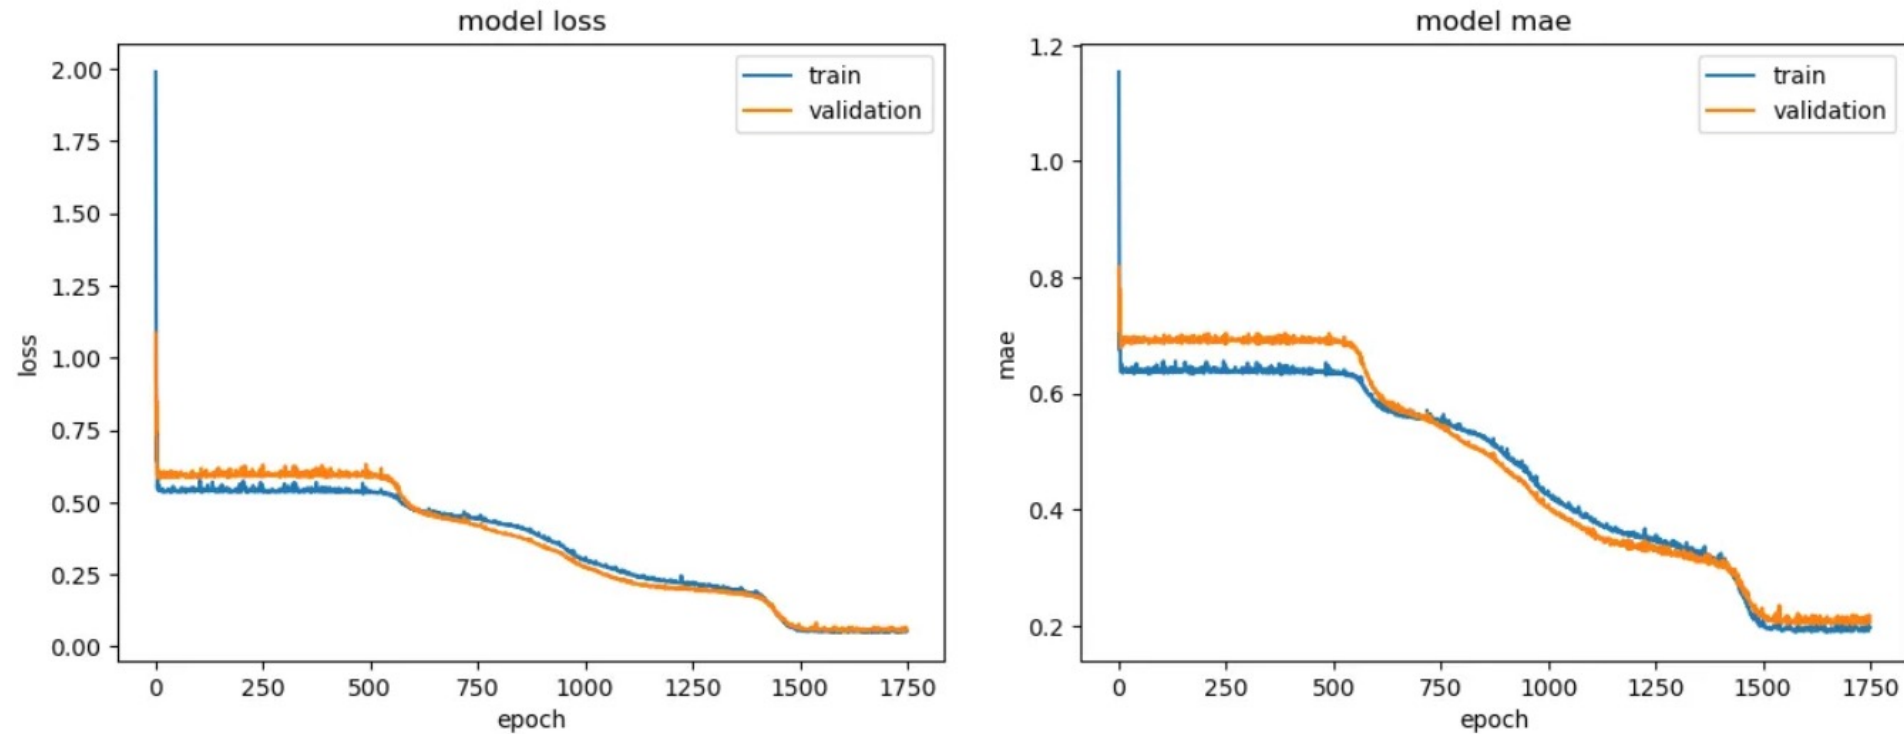 model loss
train
validation
2.00
1.75
1.50
1.25
1.00
0.75
0.50
0.25
0.00
loss
0 250 500 750 1000 1250 1500 1750
epoch
model mae
train
validation
1.2
1.0
0.8
0.6
0.4
0.2
mae
0 250 500 750 1000 1250 1500 1750
epoch